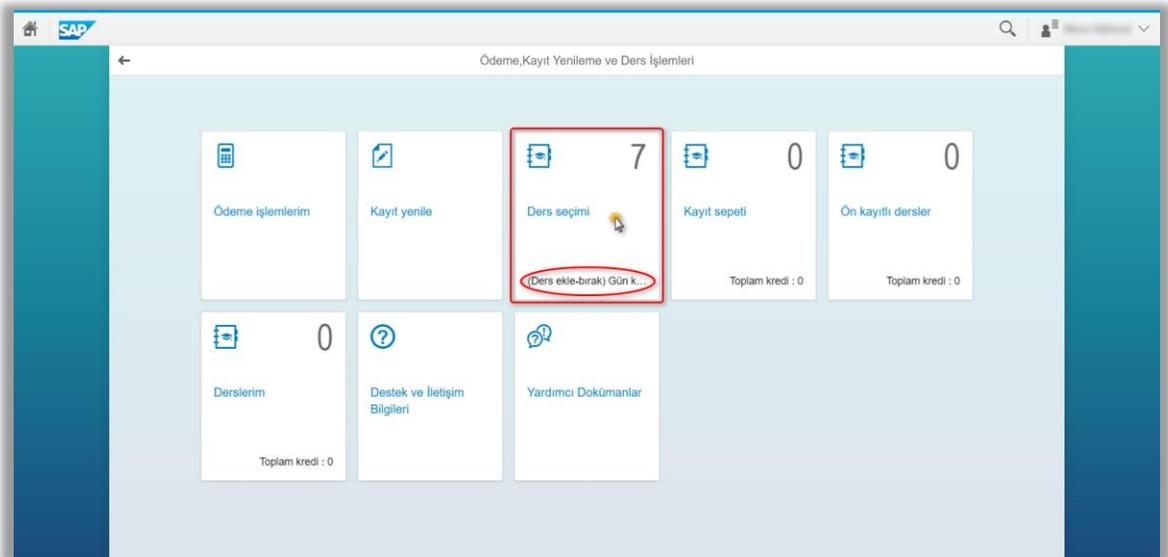 SAP
Ödeme,Kayıt Yenileme ve Ders İşlemleri
Ödeme işlemlerim
Kayıt yenile
7
Ders seçimi
(Ders ekle-bırak) Gün k...
0
Kayıt sepeti
Toplam kredi : 0
0
Ön kayıtlı dersler
Toplam kredi : 0
0
Derslerim
Toplam kredi : 0
Destek ve İletişim
Bilgileri
Yardımcı Dokümanlar